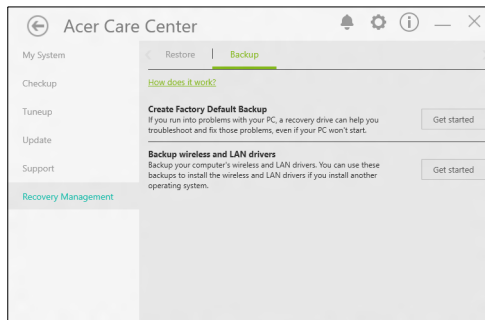 Acer Care Center
My System
Checkup
Tuneup
Update
Support
Recovery Management
Restore
Backup
How does it work?
Create Factory Default Backup
If you run into problems with your PC, a recovery drive can help you
troubleshoot and fix those problems, even if your PC won't start.
Get started
Backup wireless and LAN drivers
Backup your computer's wireless and LAN drivers. You can use these
backups to install the wireless and LAN drivers if you install another
operating system.
Get started